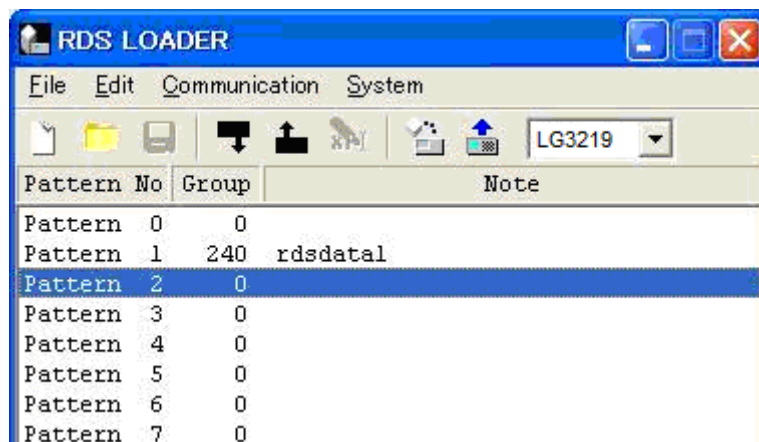 RDS LOADER
File Edit Communication System
LG3219
Pattern No Group Note
Pattern 0 0
Pattern 1 240 rdsdata1
Pattern 2 0
Pattern 3 0
Pattern 4 0
Pattern 5 0
Pattern 6 0
Pattern 7 0